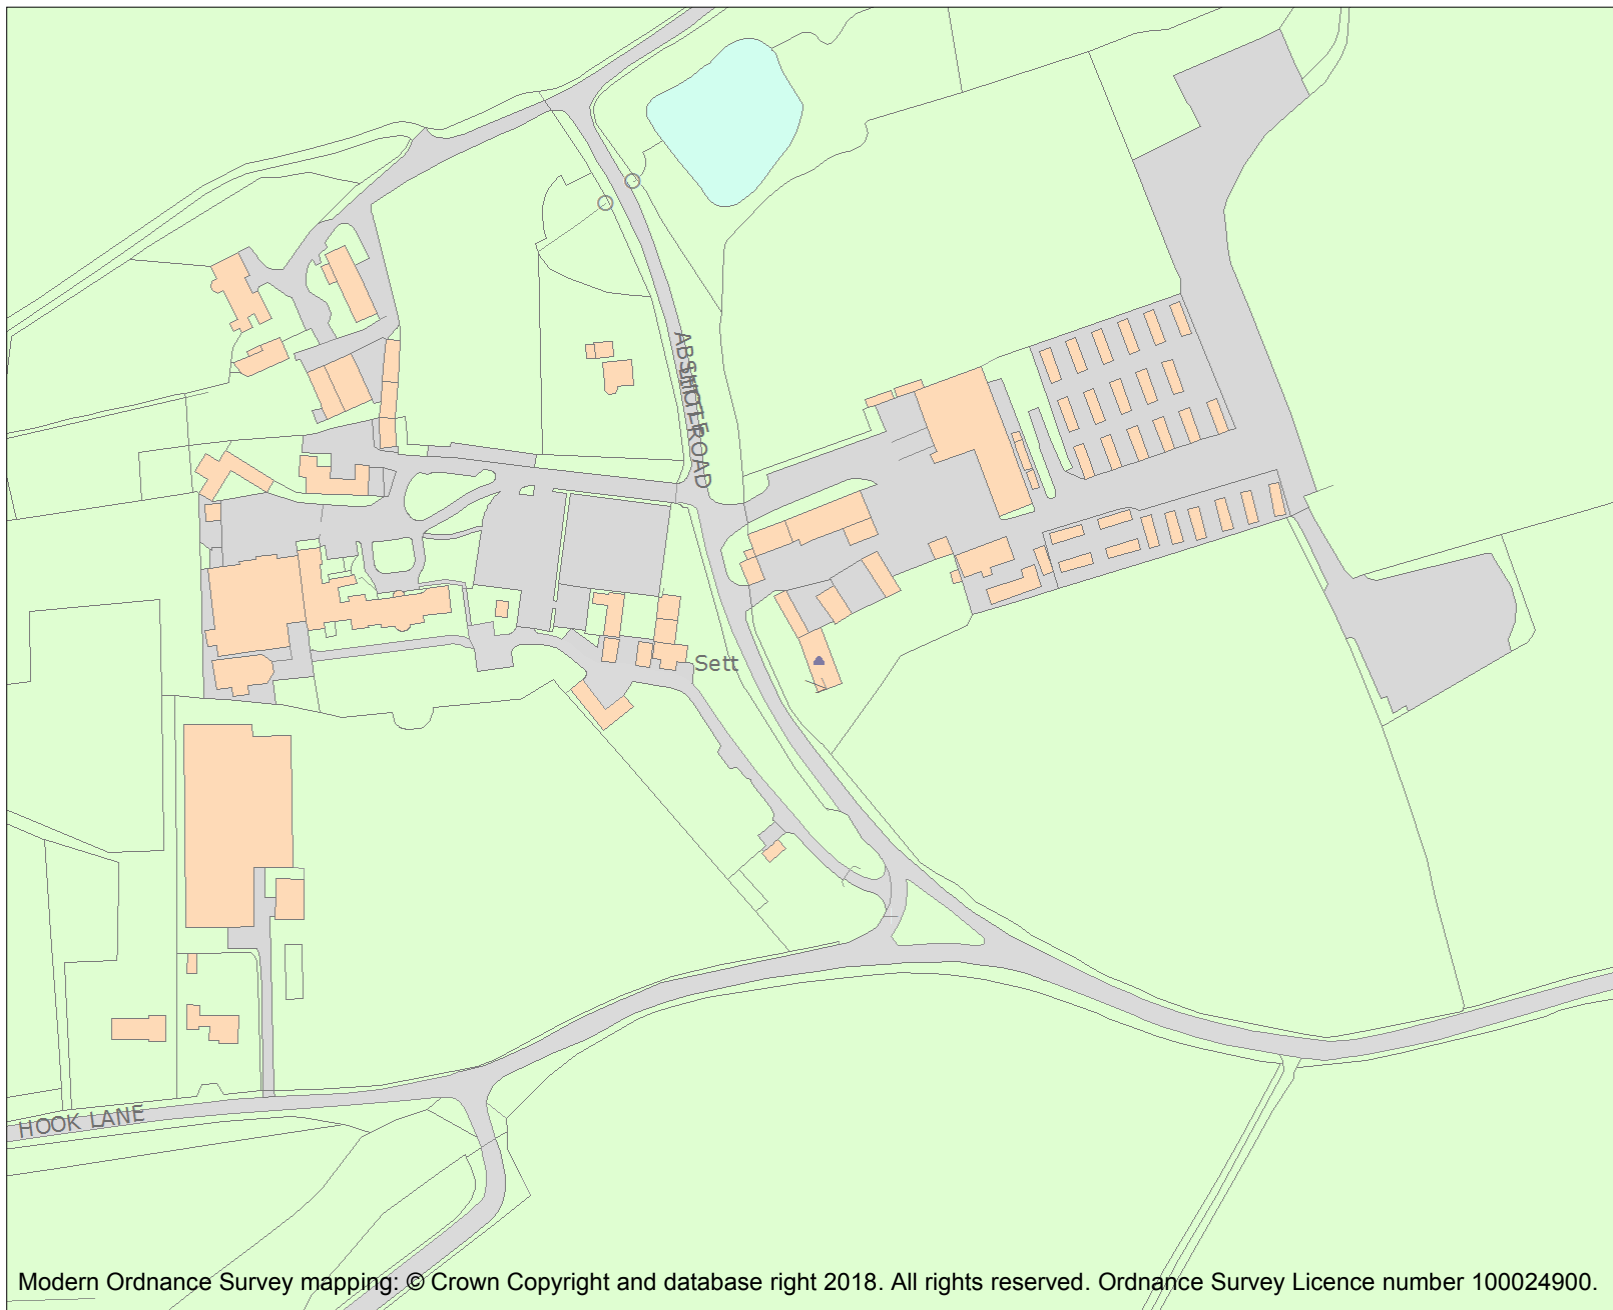 ROAD
Sett
HOOK LANE
Modern Ordnance Survey mapping: © Crown Copyright and database right 2018. All rights reserved. Ordnance Survey Licence number 100024900.